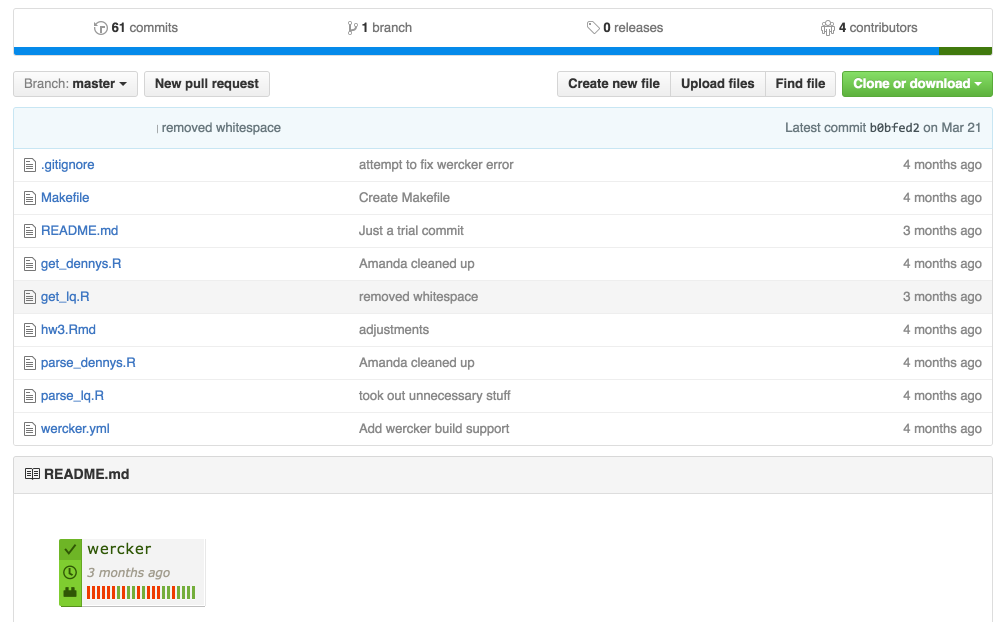 61 commits 1 branch 0 releases 4 contributors
Branch: master New pull request Create new file Upload files Find file Clone or download
removed whitespace Latest commit b0bfed2 on Mar 21
.gitignore attempt to fix wercker error 4 months ago
Makefile Create Makefile 4 months ago
README.md Just a trial commit 3 months ago
get_dennys.R Amanda cleaned up 4 months ago
get_lq.R removed whitespace 3 months ago
hw3.Rmd adjustments 4 months ago
parse_dennys.R Amanda cleaned up 4 months ago
parse_lq.R took out unnecessary stuff 4 months ago
wercker.yml Add wercker build support 4 months ago
README.md
wercker
3 months ago